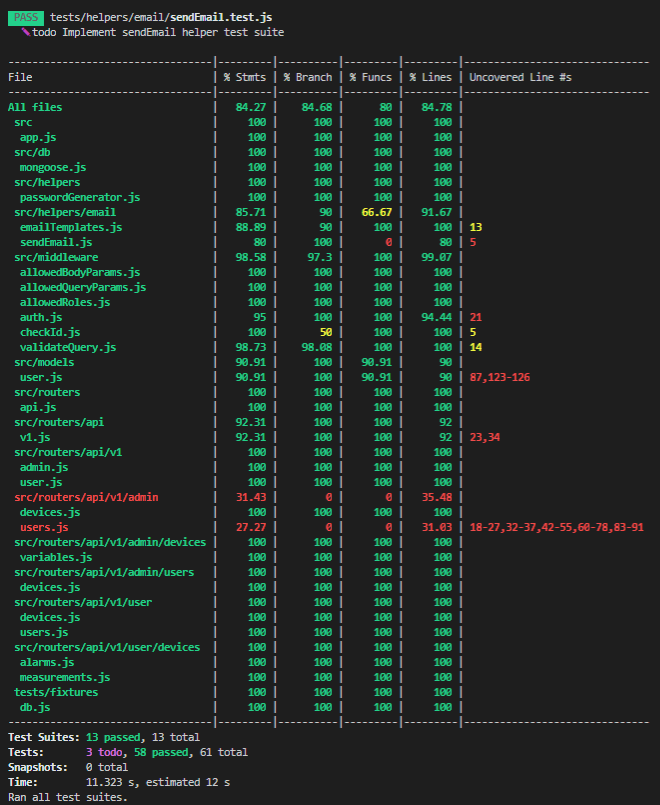 PASS tests/helpers/email/sendEmail.test.js
✎ todo Implement sendEmail helper test suite
---------------------------------|---------|----------|---------|---------|------------------------------
File | % Stmts | % Branch | % Funcs | % Lines | Uncovered Line #s
---------------------------------|---------|----------|---------|---------|------------------------------
All files | 84.27 | 84.68 | 80 | 84.78 |
src | 100 | 100 | 100 | 100 |
app.js | 100 | 100 | 100 | 100 |
src/db | 100 | 100 | 100 | 100 |
mongoose.js | 100 | 100 | 100 | 100 |
src/helpers | 100 | 100 | 100 | 100 |
passwordGenerator.js | 100 | 100 | 100 | 100 |
src/helpers/email | 85.71 | 90 | 66.67 | 91.67 |
emailTemplates.js | 88.89 | 90 | 100 | 100 | 13
sendEmail.js | 80 | 100 | 0 | 80 | 5
src/middleware | 98.58 | 97.3 | 100 | 99.07 |
allowedBodyParams.js | 100 | 100 | 100 | 100 |
allowedQueryParams.js | 100 | 100 | 100 | 100 |
allowedRoles.js | 100 | 100 | 100 | 100 |
auth.js | 95 | 100 | 100 | 94.44 | 21
checkId.js | 100 | 50 | 100 | 100 | 5
validateQuery.js | 98.73 | 98.08 | 100 | 100 | 14
src/models | 90.91 | 100 | 90.91 | 90 |
user.js | 90.91 | 100 | 90.91 | 90 | 87,123-126
src/routers | 100 | 100 | 100 | 100 |
api.js | 100 | 100 | 100 | 100 |
src/routers/api | 92.31 | 100 | 100 | 92 |
v1.js | 92.31 | 100 | 100 | 92 | 23,34
src/routers/api/v1 | 100 | 100 | 100 | 100 |
admin.js | 100 | 100 | 100 | 100 |
user.js | 100 | 100 | 100 | 100 |
src/routers/api/v1/admin | 31.43 | 0 | 0 | 35.48 |
devices.js | 100 | 100 | 100 | 100 |
users.js | 27.27 | 0 | 0 | 31.03 | 18-27,32-37,42-55,60-78,83-91
src/routers/api/v1/admin/devices | 100 | 100 | 100 | 100 |
variables.js | 100 | 100 | 100 | 100 |
src/routers/api/v1/admin/users | 100 | 100 | 100 | 100 |
devices.js | 100 | 100 | 100 | 100 |
src/routers/api/v1/user | 100 | 100 | 100 | 100 |
devices.js | 100 | 100 | 100 | 100 |
users.js | 100 | 100 | 100 | 100 |
src/routers/api/v1/user/devices | 100 | 100 | 100 | 100 |
alarms.js | 100 | 100 | 100 | 100 |
measurements.js | 100 | 100 | 100 | 100 |
tests/fixtures | 100 | 100 | 100 | 100 |
db.js | 100 | 100 | 100 | 100 |
---------------------------------|---------|----------|---------|---------|------------------------------
Test Suites: 13 passed, 13 total
Tests: 3 todo, 58 passed, 61 total
Snapshots: 0 total
Time: 11.323 s, estimated 12 s
Ran all test suites.